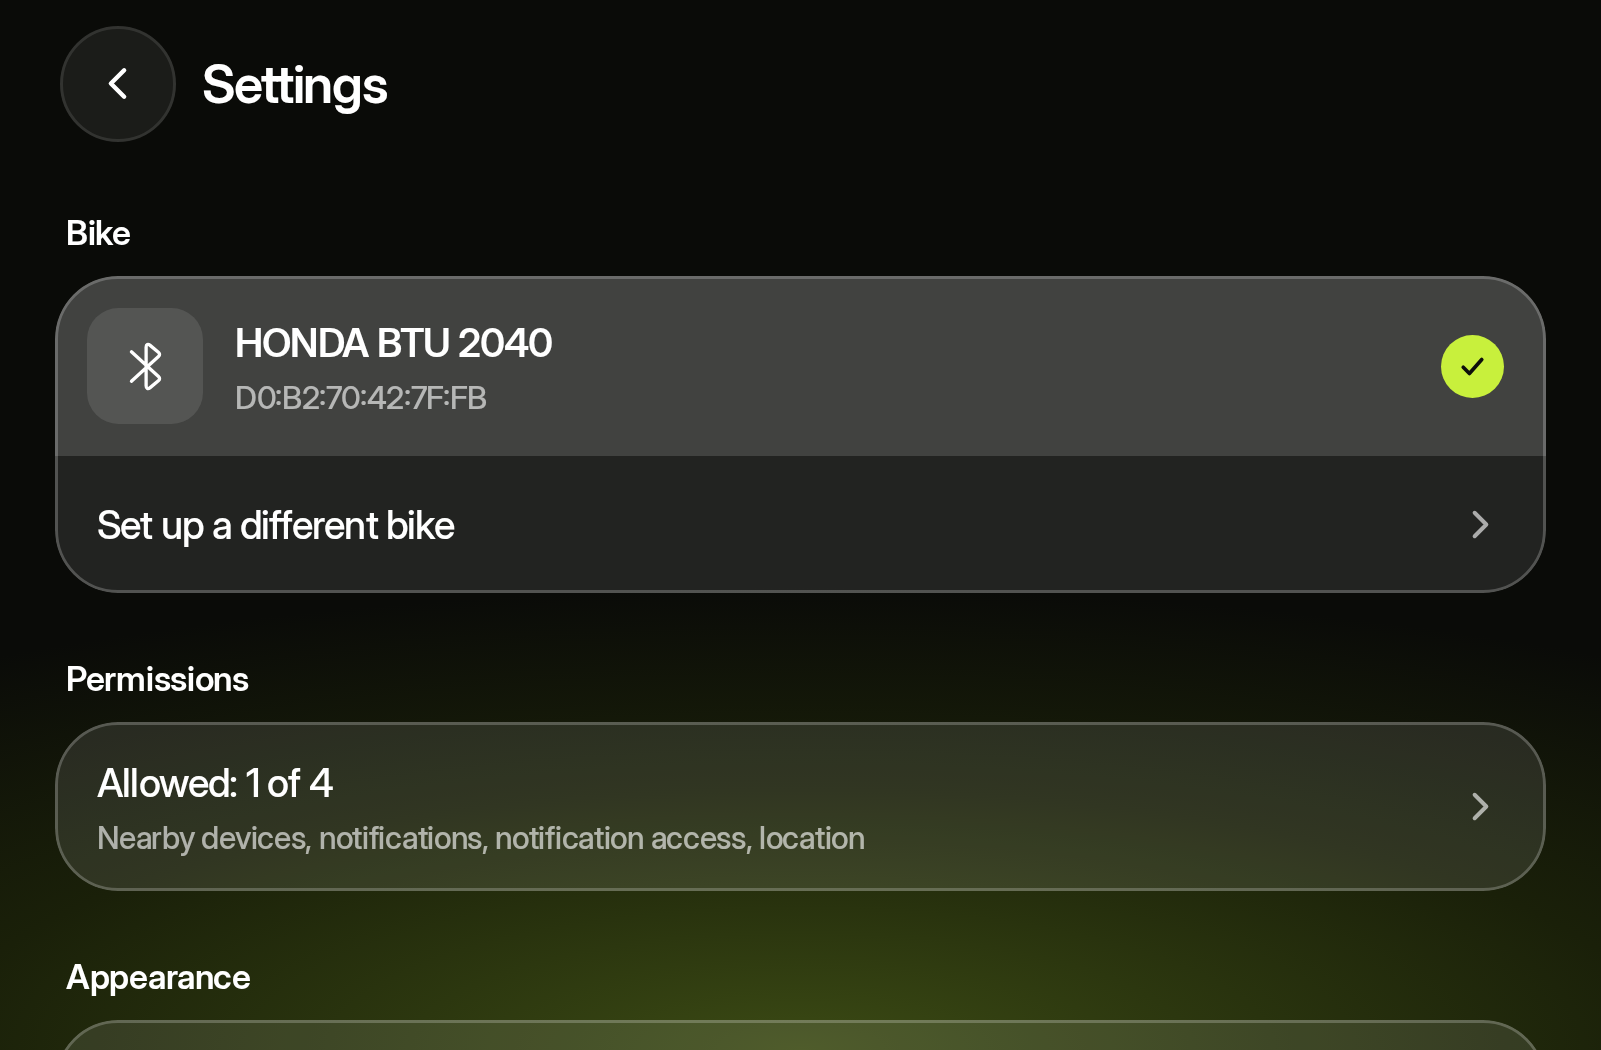 Settings
Bike
HONDA BTU 2040
D0:B2:70:42:7F:FB
Set up a different bike
Permissions
Allowed: 1 of 4
Nearby devices, notifications, notification access, location
Appearance